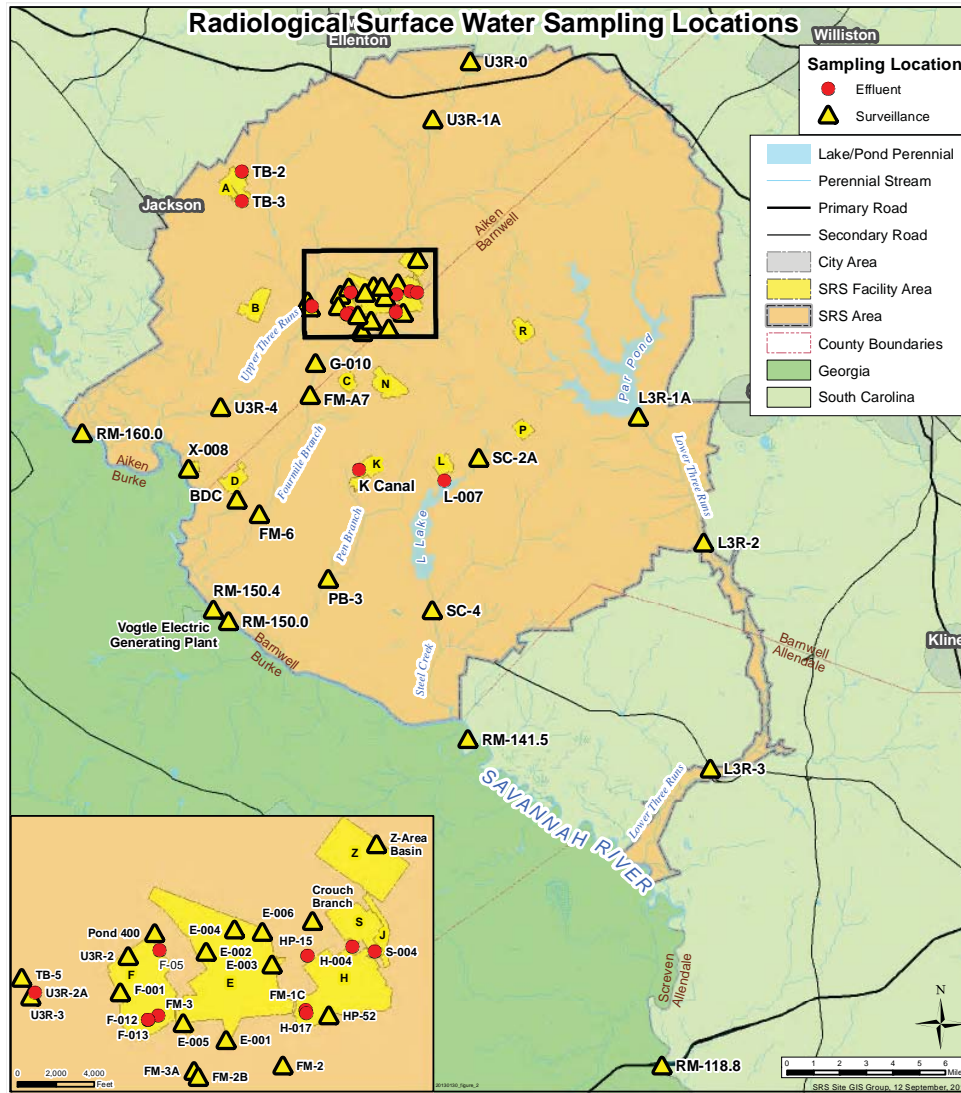 Radiological Surface Water Sampling Locations
Ellenton
Williston
U3R-0
Sampling Location
Effluent
Surveillance
U3R-1A
Lake/Pond Perennial
Perennial Stream
Primary Road
Secondary Road
City Area
SRS Facility Area
SRS Area
County Boundaries
Georgia
South Carolina
TB-2
A
TB-3
Jackson
Aiken
Barnwell
B
Upper Three Runs
R
Par Pond
G-010
C
N
FM-A7
L3R-1A
U3R-4
RM-160.0
P
Aiken
Burke
X-008
Fourmile Branch
SC-2A
Lower Three Runs
D
K
L
K Canal
L-007
BDC
FM-6
Pen Branch
L Lake
L3R-2
PB-3
RM-150.4
SC-4
RM-150.0
Vogtle Electric
Generating Plant
Barnwell
Burke
Barnwell
Allendale
Kline
Steel Creek
RM-141.5
L3R-3
SAVANNAH RIVER
Lower Three Runs
Screven
Allendale
RM-118.8
Z-Area
Basin
Z
Crouch
Branch
E-006
S
J
E-004
Pond 400
HP-15
U3R-2
F-05
E-002
H-004
S-004
E-003
TB-5
F
E
H
U3R-2A
F-001
FM-3
FM-1C
U3R-3
F-012
HP-52
F-013
H-017
E-005
E-001
FM-3A
FM-2B
FM-2
0 2,000 4,000
Feet
20130130_figure_2
N
0 1 2 3 4 5 6
Mile
SRS Site GIS Group, 12 September, 20